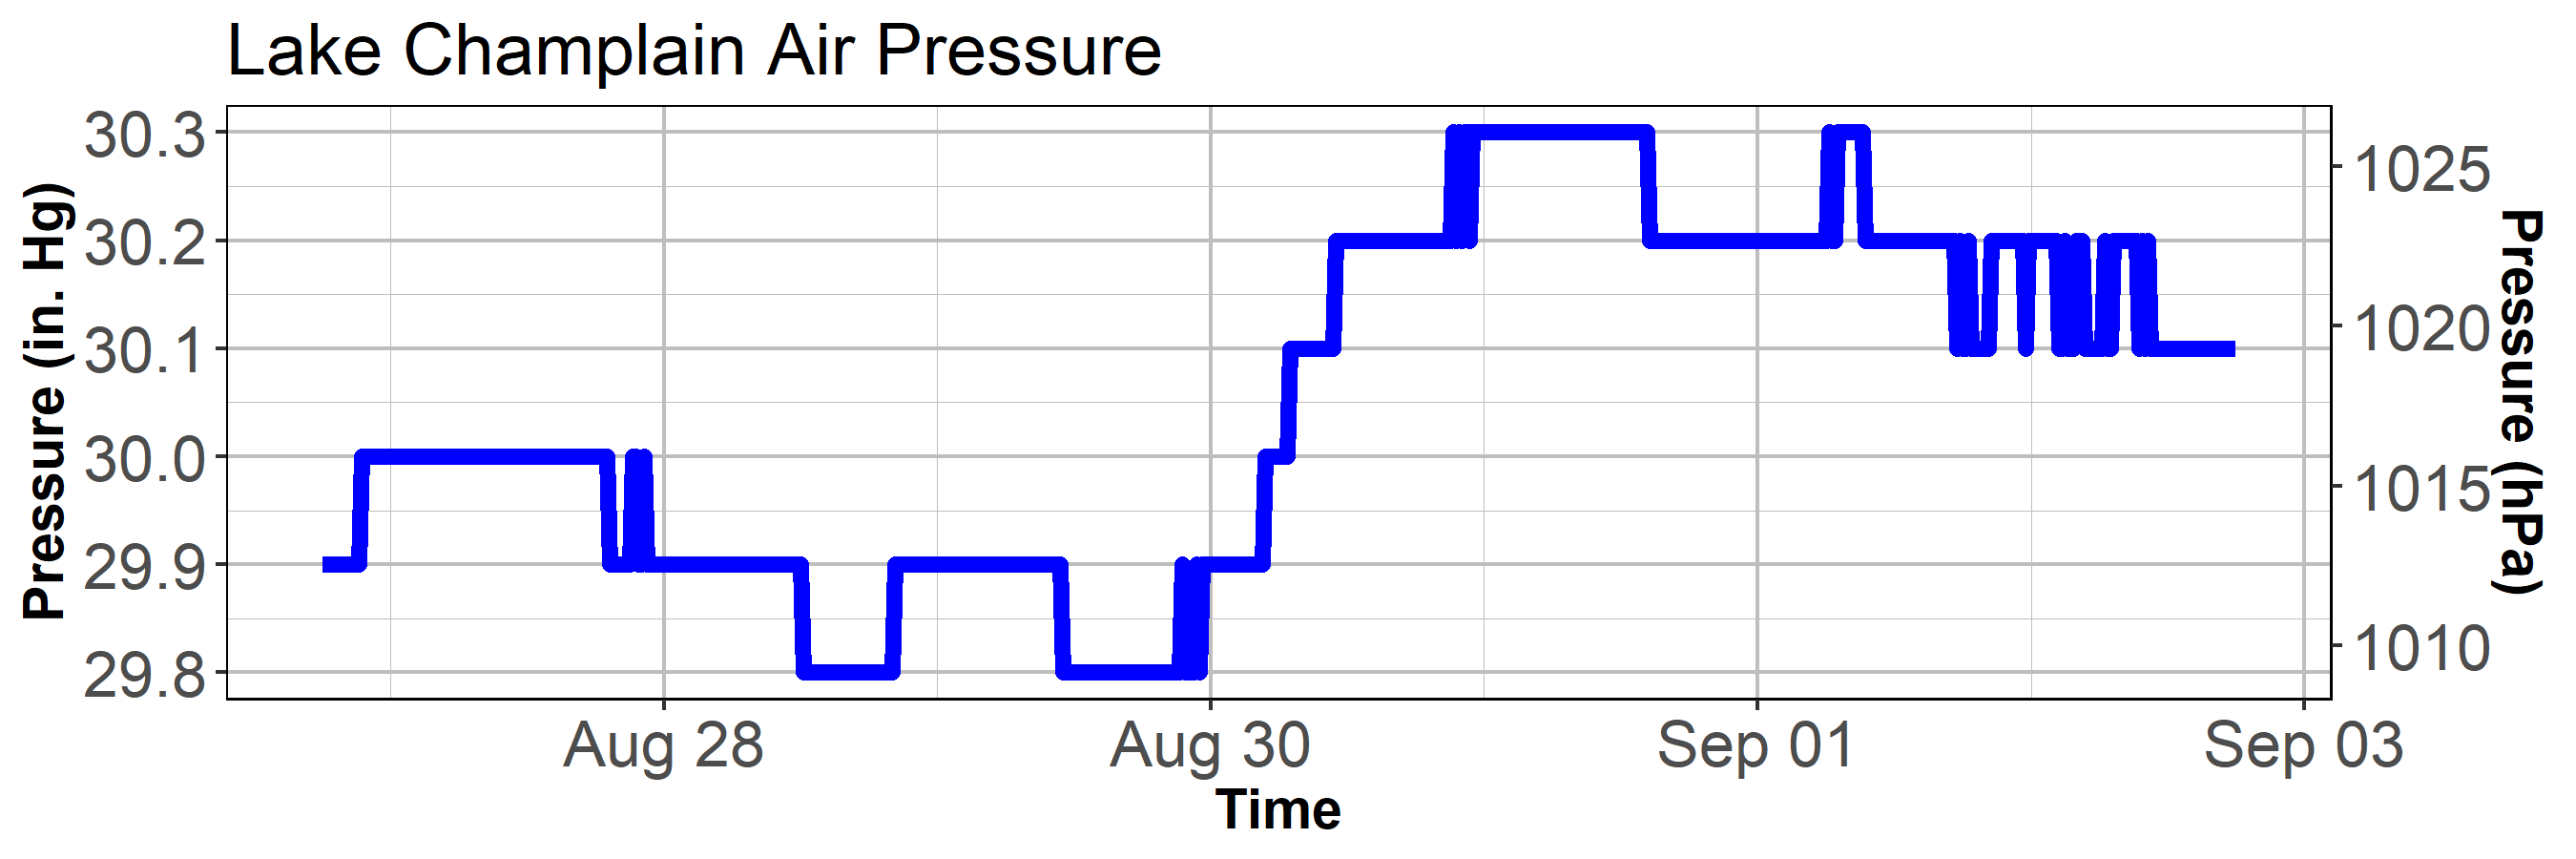 Lake Champlain Air Pressure
Pressure (in. Hg)
30.3
30.2
30.1
30.0
29.9
29.8
1025
1020
1015
1010
Pressure (hPa)
Aug 28 Aug 30 Sep 01 Sep 03
Time